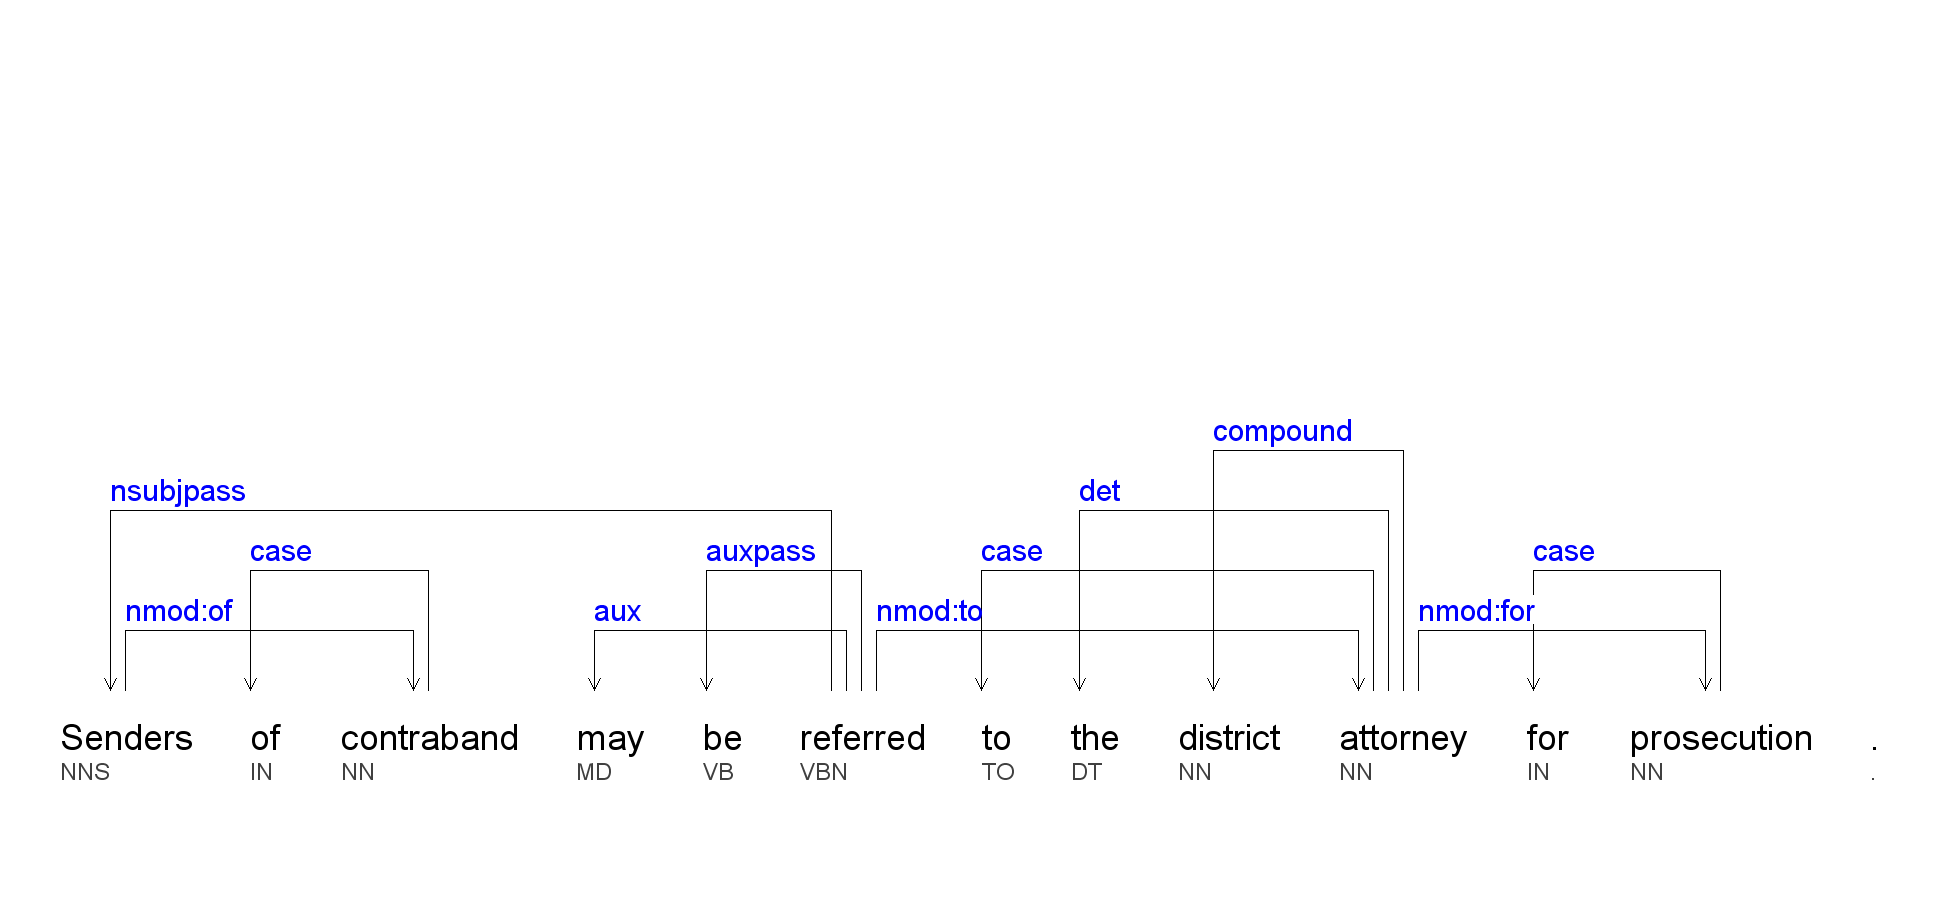 compound
nsubjpass det
case auxpass case case
nmod:of aux nmod:to nmod:for
Senders of contraband may be referred to the district attorney for prosecution .
NNS IN NN MD VB VBN TO DT NN NN IN NN .